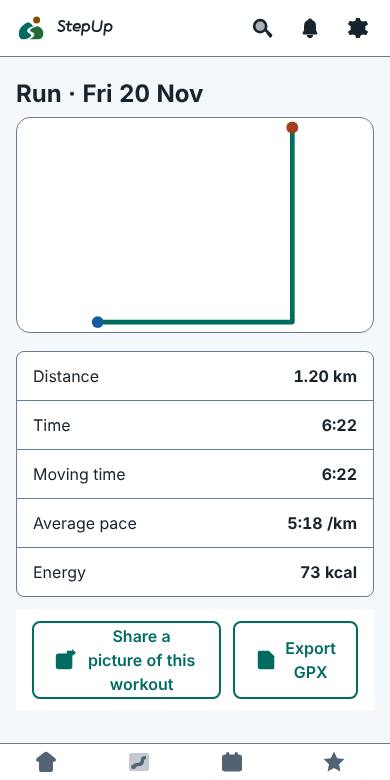 StepUp
Run · Fri 20 Nov
Distance 1.20 km
Time 6:22
Moving time 6:22
Average pace 5:18 /km
Energy 73 kcal
Share a
picture of this
workout
Export
GPX